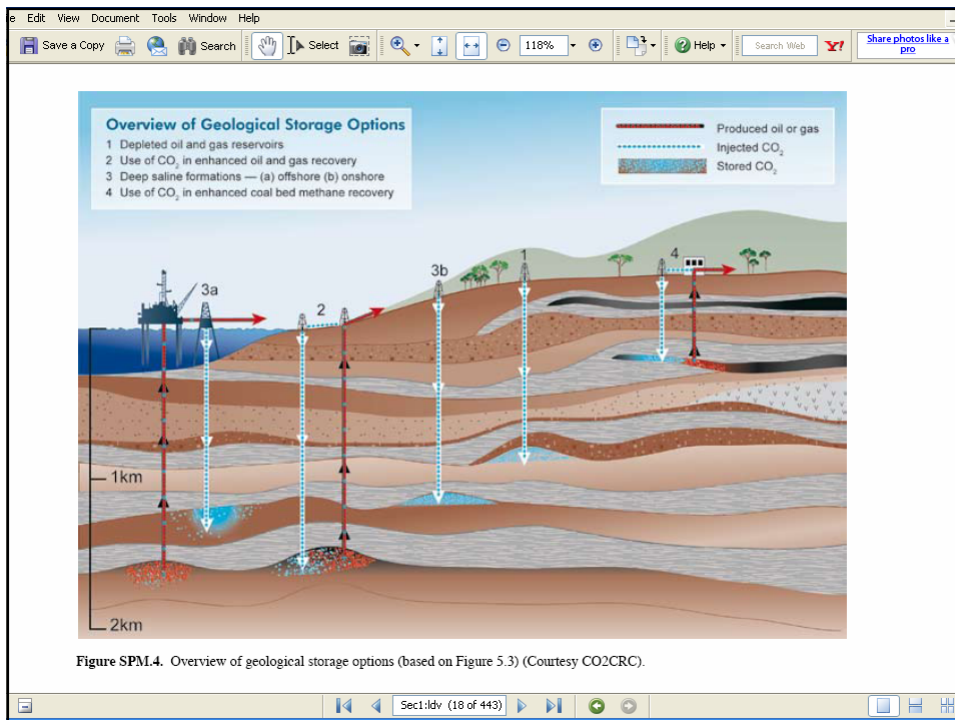 e Edit View Document Tools Window Help
Save a Copy Search Select 118% Help Search Web Y! Share photos like a pro
Overview of Geological Storage Options
1 Depleted oil and gas reservoirs
2 Use of CO2 in enhanced oil and gas recovery
3 Deep saline formations — (a) offshore (b) onshore
4 Use of CO2 in enhanced coal bed methane recovery
Produced oil or gas
Injected CO2
Stored CO2
3a
2
3b
1
4
1km
2km
Figure SPM.4. Overview of geological storage options (based on Figure 5.3) (Courtesy CO2CRC).
Sec1:ldv (18 of 443)